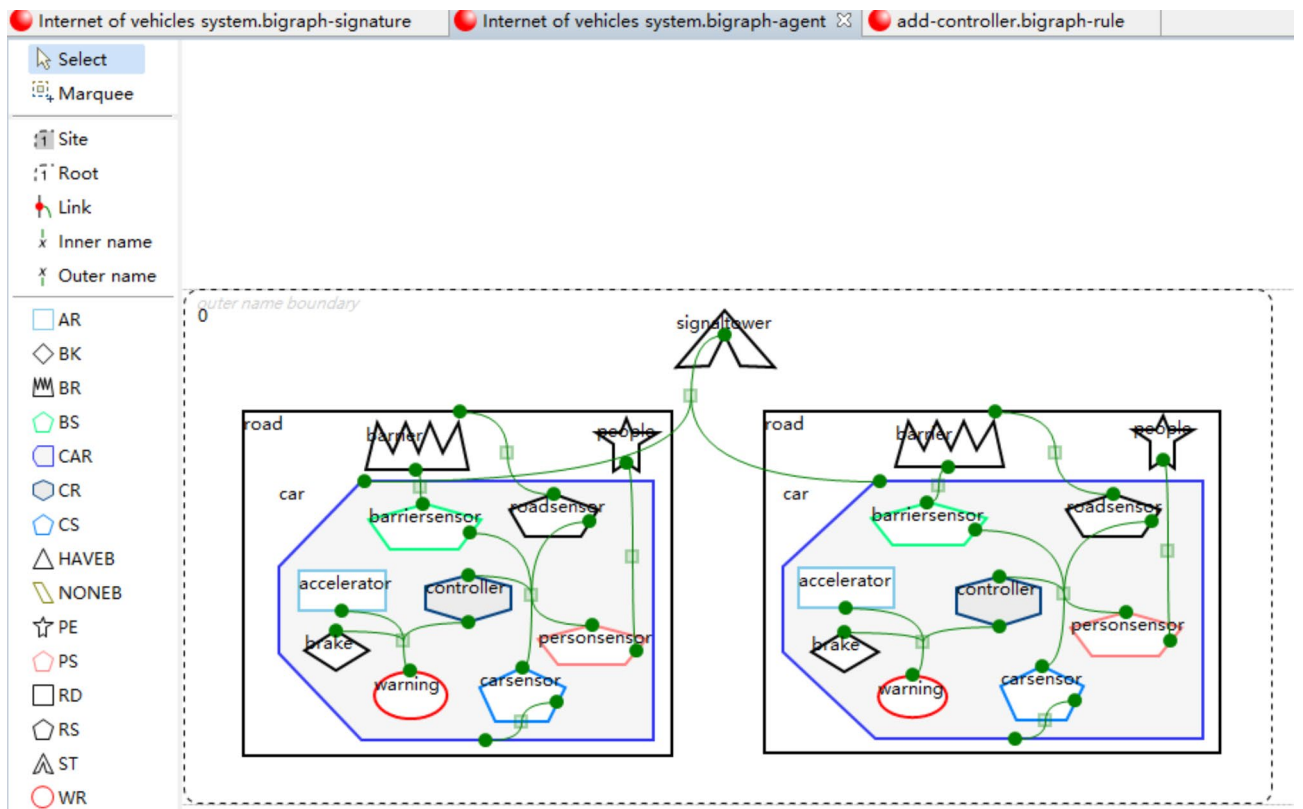 Internet of vehicles system.bigraph-signature
Internet of vehicles system.bigraph-agent
add-controller.bigraph-rule
Select
Marquee
1 Site
1 Root
Link
x Inner name
x Outer name
AR
BK
BR
BS
CAR
CR
CS
HAVEB
NONEB
PE
PS
RD
RS
ST
WR
outer name boundary
0
signaltower
road
barrier
people
car
barriersensor
roadsensor
accelerator
controller
brake
personsensor
warning
carsensor
road
barrier
people
car
barriersensor
roadsensor
accelerator
controller
brake
personsensor
warning
carsensor